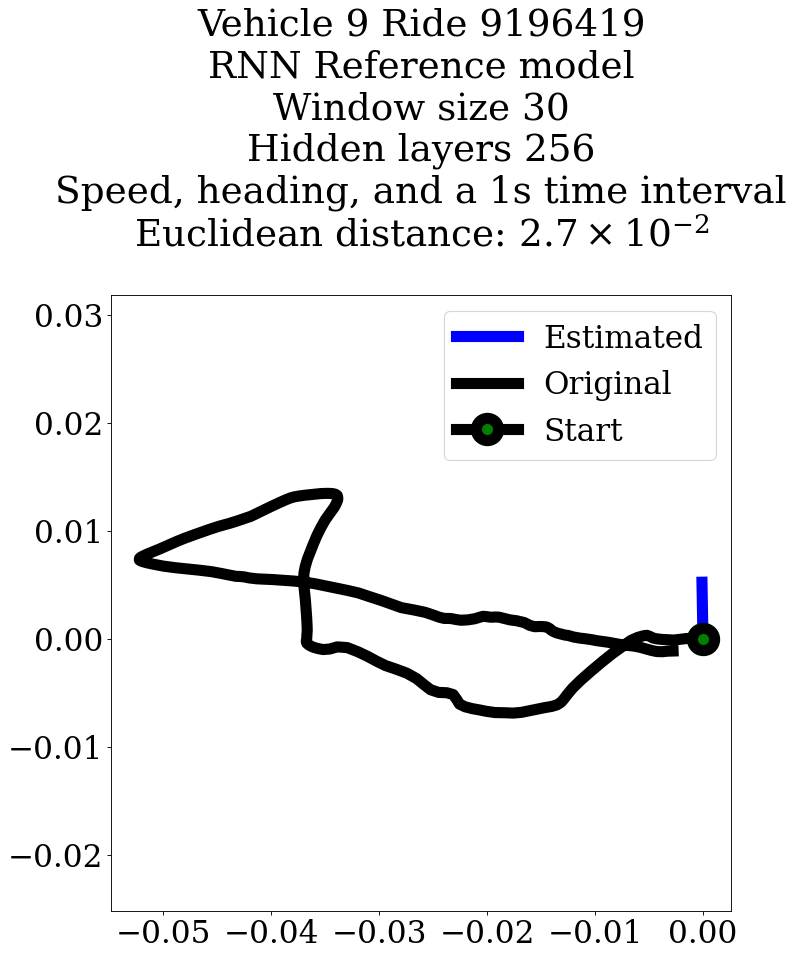 Vehicle 9 Ride 9196419
RNN Reference model
Window size 30
Hidden layers 256
Speed, heading, and a 1s time interval
Euclidean distance: 2.7 × 10⁻²
Estimated
Original
Start
0.03
0.02
0.01
0.00
−0.01
−0.02
−0.05 −0.04 −0.03 −0.02 −0.01 0.00